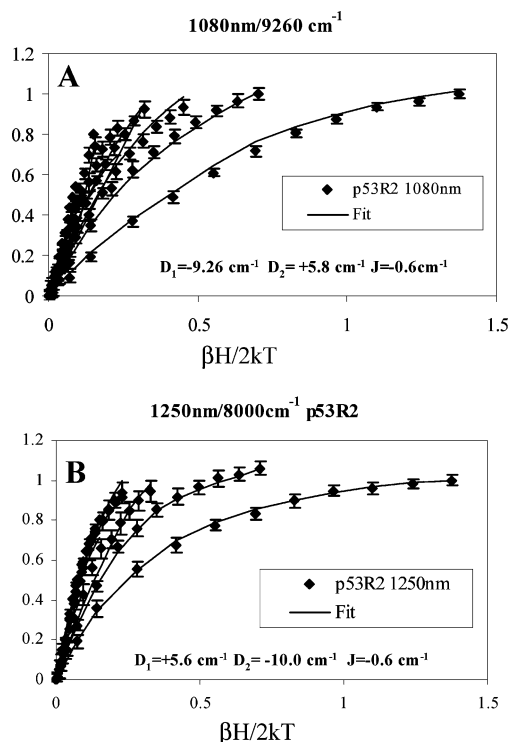 1080nm/9260 cm-1
A
1.2
1
0.8
0.6
0.4
0.2
0
p53R2 1080nm
Fit
D1=-9.26 cm-1 D2= +5.8 cm-1 J=-0.6cm-1
0 0.5 1 1.5
βH/2kT
1250nm/8000cm-1 p53R2
B
1.2
1
0.8
0.6
0.4
0.2
0
p53R2 1250nm
Fit
D1=+5.6 cm-1 D2= -10.0 cm-1 J=-0.6 cm-1
0 0.5 1 1.5
βH/2kT